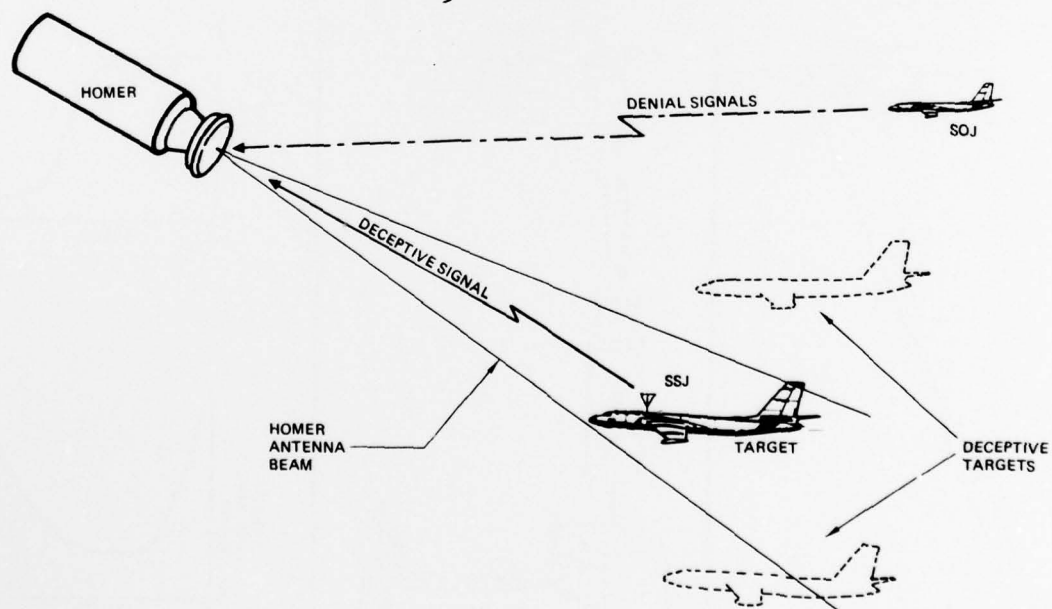 HOMER
DENIAL SIGNALS
SOJ
DECEPTIVE SIGNAL
SSJ
TARGET
HOMER
ANTENNA
BEAM
DECEPTIVE
TARGETS